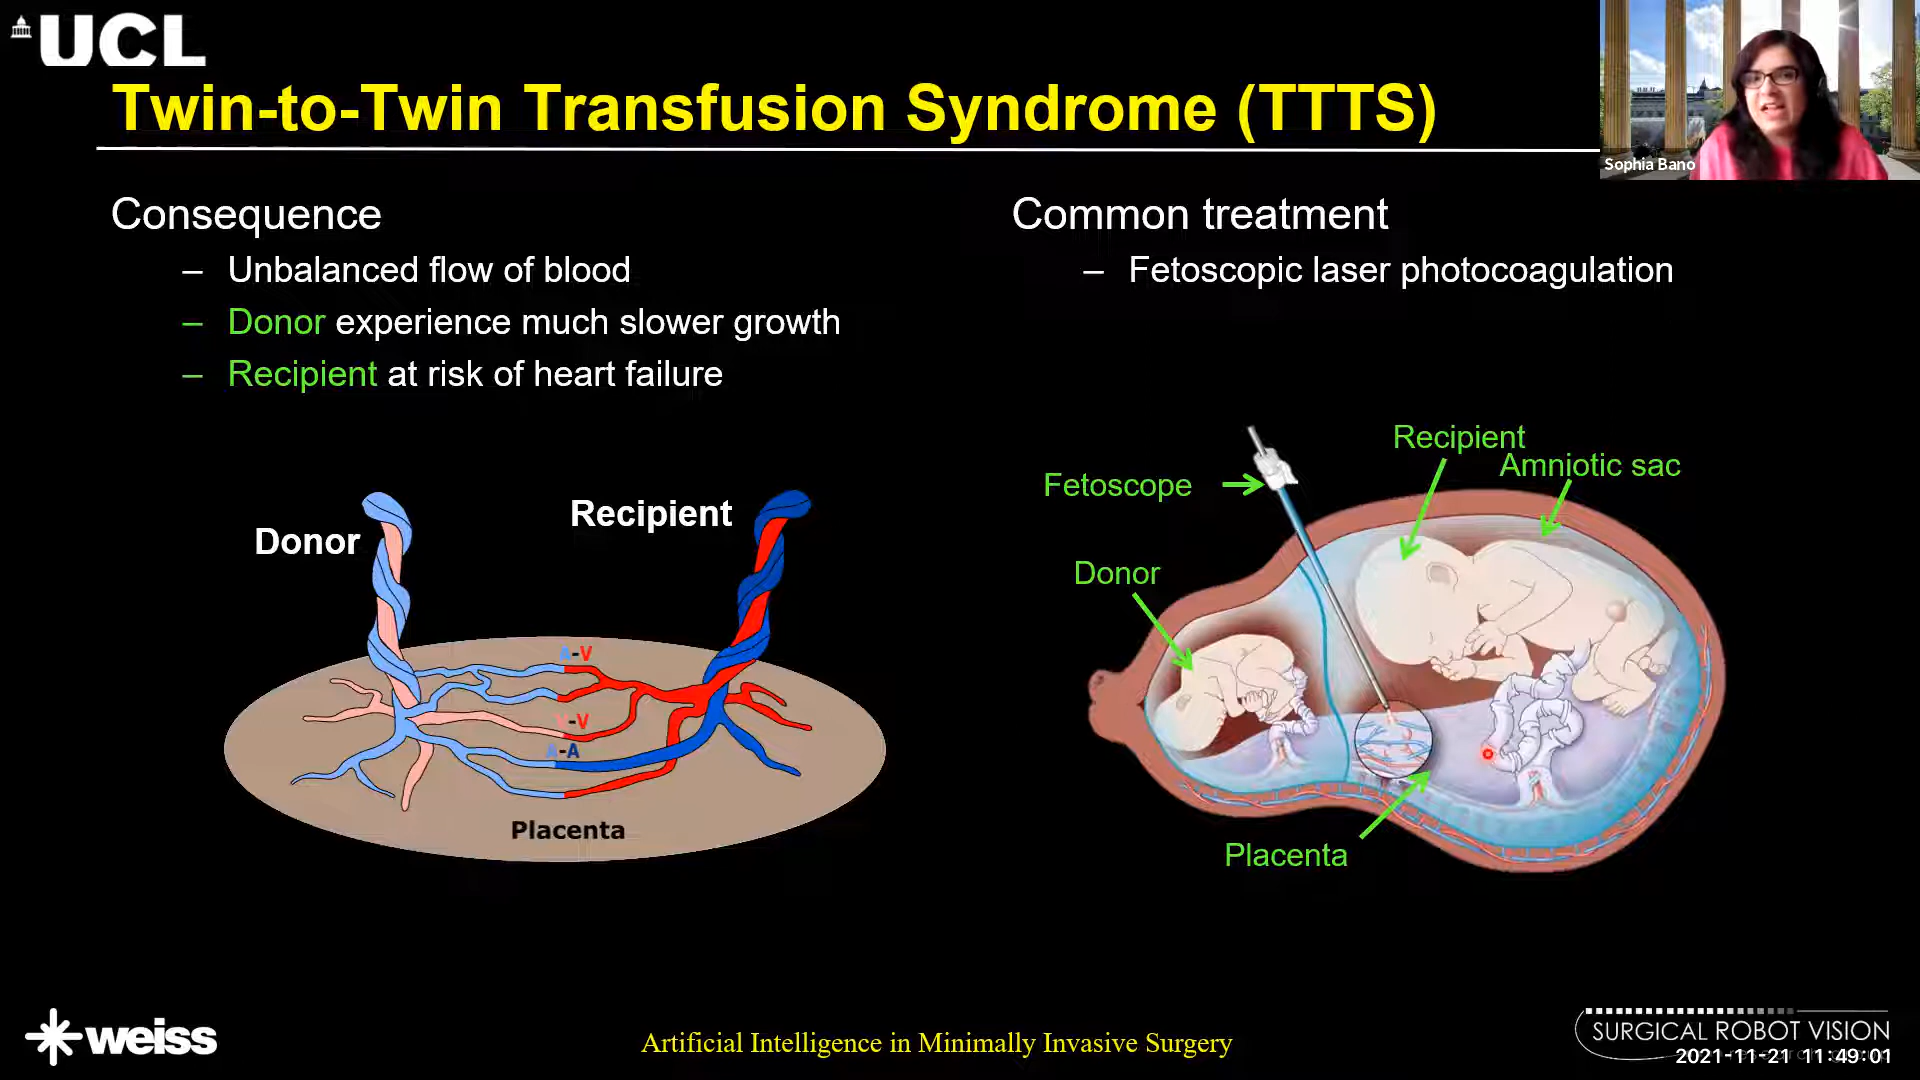 UCL
Twin-to-Twin Transfusion Syndrome (TTTS)
Sophia Bano
Consequence
– Unbalanced flow of blood
– Donor experience much slower growth
– Recipient at risk of heart failure
Common treatment
– Fetoscopic laser photocoagulation
Donor
Recipient
A-V
V-V
A-A
Placenta
Fetoscope
Recipient
Amniotic sac
Donor
Placenta
weiss
Artificial Intelligence in Minimally Invasive Surgery
SURGICAL ROBOT VISION
2021-11-21 11:49:01